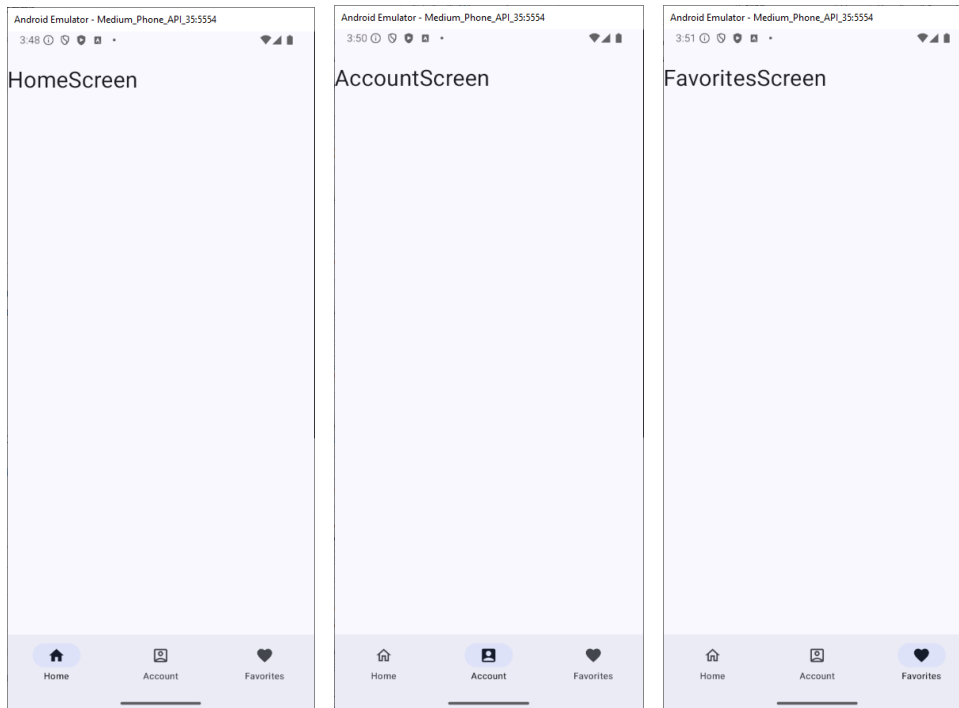 Android Emulator - Medium_Phone_API_35:5554
3:48
HomeScreen
Home Account Favorites
Android Emulator - Medium_Phone_API_35:5554
3:50
AccountScreen
Home Account Favorites
Android Emulator - Medium_Phone_API_35:5554
3:51
FavoritesScreen
Home Account Favorites